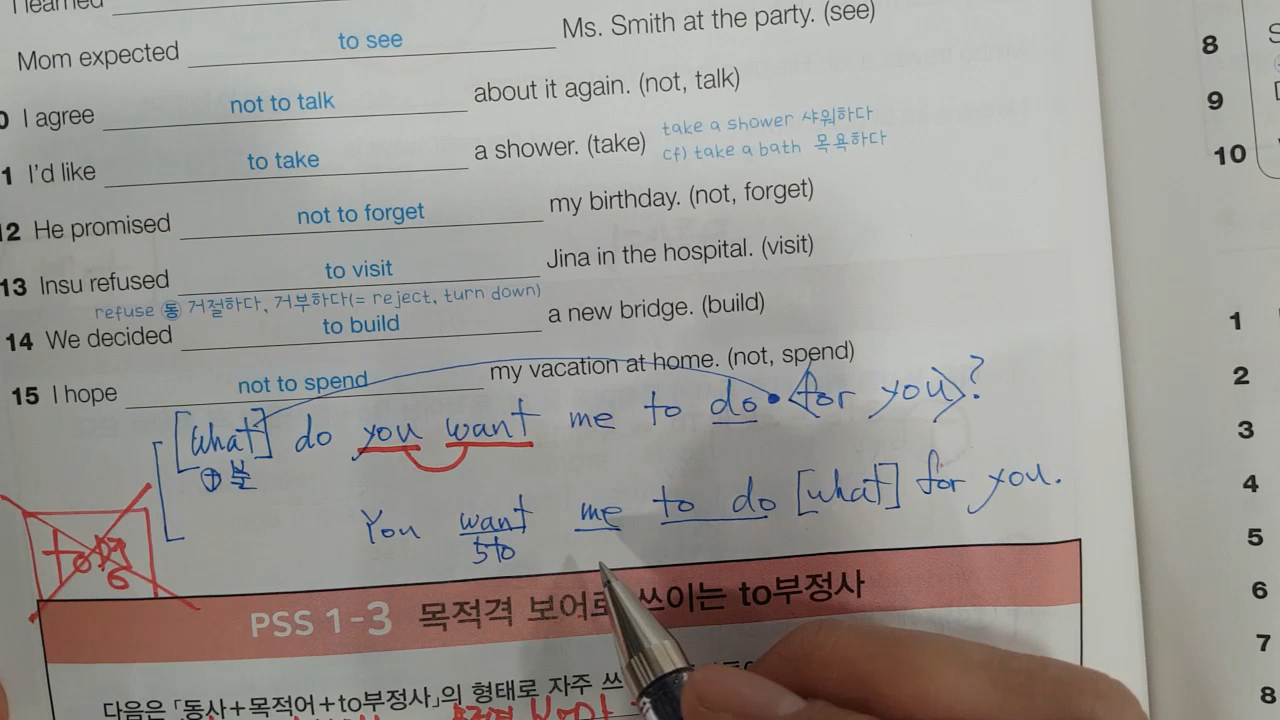 I learned
Mom expected to see Ms. Smith at the party. (see)
0 I agree not to talk about it again. (not, talk)
take a shower 샤워하다
1 I'd like to take a shower. (take)
cf) take a bath 목욕하다
12 He promised not to forget my birthday. (not, forget)
13 Insu refused to visit Jina in the hospital. (visit)
refuse 동 거절하다, 거부하다(= reject, turn down)
14 We decided to build a new bridge. (build)
15 I hope not to spend my vacation at home. (not, spend)
[What] do you want me to do <for you>?
You want me to do [what] for you.
5형
PSS 1-3 목적격 보어로 쓰이는 to부정사
다음은 「동사+목적어+to부정사」의 형태로 자주 쓰
8
9
10
1
2
3
4
5
6
7
8